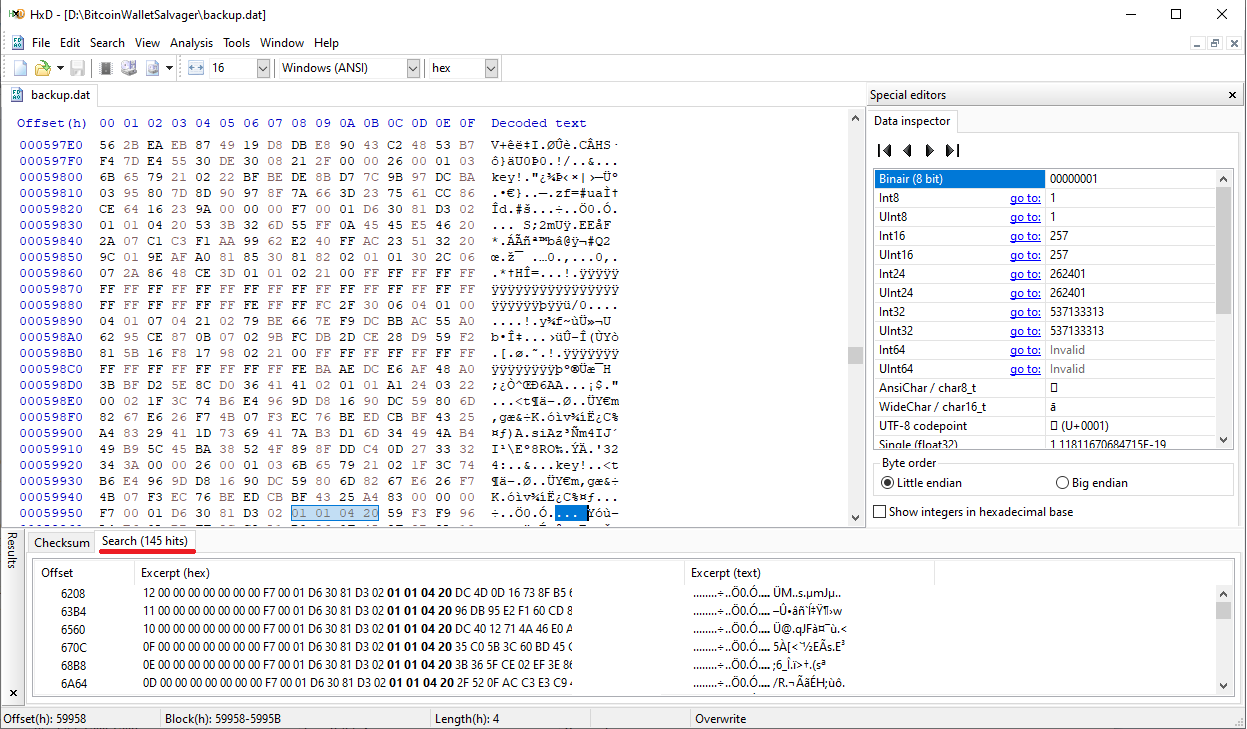 HxD - [D:\BitcoinWalletSalvager\backup.dat]
File Edit Search View Analysis Tools Window Help
16 Windows (ANSI) hex
backup.dat
Offset(h) 00 01 02 03 04 05 06 07 08 09 0A 0B 0C 0D 0E 0F Decoded text
000597E0 56 2B EA EB 87 49 19 D8 DB E8 90 43 C2 48 53 B7 V+êë‡I.ØÛè.CÂHS·
000597F0 F4 7D E4 55 30 DE 30 08 21 2F 00 00 26 00 01 03 ô}äU0Þ0.!/..&...
00059800 6B 65 79 21 02 22 BF BE DE 8B D7 7C 9B 97 DC BA key!."¿¾Þ‹×|›—Üº
00059810 03 95 80 7D 8D 90 97 8F 7A 66 3D 23 75 61 CC 86 .•€}..—.zf=#uaÌ†
00059820 CE 64 16 23 9A 00 00 00 F7 00 01 D6 30 81 D3 02 Îd.#š...÷..Ö0.Ó.
00059830 01 01 04 20 53 3B 32 6D 55 FF 0A 45 45 E5 46 20 ... S;2mUÿ.EEåF
00059840 2A 07 C1 C3 F1 AA 99 62 E2 40 FF AC 23 51 32 20 *.ÁÃñª™bâ@ÿ¬#Q2
00059850 9C 01 9E AF A0 81 85 30 81 82 02 01 01 30 2C 06 œ.ž¯ .…0.‚...0,.
00059860 07 2A 86 48 CE 3D 01 01 02 21 00 FF FF FF FF FF .*†HÎ=...!.ÿÿÿÿÿ
00059870 FF FF FF FF FF FF FF FF FF FF FF FF FF FF FF FF ÿÿÿÿÿÿÿÿÿÿÿÿÿÿÿÿ
00059880 FF FF FF FF FF FF FE FF FF FC 2F 30 06 04 01 00 ÿÿÿÿÿÿþÿÿü/0....
00059890 04 01 07 04 21 02 79 BE 66 7E F9 DC BB AC 55 A0 ....!.y¾f~ùÜ»¬U
000598A0 62 95 CE 87 0B 07 02 9B FC DB 2D CE 28 D9 59 F2 b•Î‡...›üÛ-Î(ÙYò
000598B0 81 5B 16 F8 17 98 02 21 00 FF FF FF FF FF FF FF .[.ø.˜.!.ÿÿÿÿÿÿÿ
000598C0 FF FF FF FF FF FF FF FF FE BA AE DC E6 AF 48 A0 ÿÿÿÿÿÿÿÿþº®Üæ¯H
000598D0 3B BF D2 5E 8C D0 36 41 41 02 01 01 A1 24 03 22 ;¿Ò^ŒÐ6AA...¡$."
000598E0 00 02 1F 3C 74 B6 E4 96 9D D8 16 90 DC 59 80 6D ...<t¶ä–.Ø..ÜY€m
000598F0 82 67 E6 26 F7 4B 07 F3 EC 76 BE ED CB BF 43 25 ‚gæ&÷K.óìv¾íË¿C%
00059900 A4 83 29 41 1D 73 69 41 7A B3 D1 6D 34 49 4A B4 ¤ƒ)A.siAz³Ñm4IJ´
00059910 49 B9 5C 45 BA 38 52 4F 89 8F DD C4 0D 27 33 32 I¹\Eº8RO‰.ÝÄ.'32
00059920 34 3A 00 00 26 00 01 03 6B 65 79 21 02 1F 3C 74 4:..&...key!..<t
00059930 B6 E4 96 9D D8 16 90 DC 59 80 6D 82 67 E6 26 F7 ¶ä–.Ø..ÜY€m‚gæ&÷
00059940 4B 07 F3 EC 76 BE ED CB BF 43 25 A4 83 00 00 00 K.óìv¾íË¿C%¤ƒ...
00059950 F7 00 01 D6 30 81 D3 02 01 01 04 20 59 F3 F9 96 ÷..Ö0.Ó.... Yóù–
Special editors
Data inspector
Binair (8 bit) 00000001
Int8 go to: 1
UInt8 go to: 1
Int16 go to: 257
UInt16 go to: 257
Int24 go to: 262401
UInt24 go to: 262401
Int32 go to: 537133313
UInt32 go to: 537133313
Int64 go to: Invalid
UInt64 go to: Invalid
AnsiChar / char8_t
WideChar / char16_t ā
UTF-8 codepoint (U+0001)
Single (float32) 1.11811670684715E-19
Byte order
Little endian Big endian
Show integers in hexadecimal base
Results
Checksum Search (145 hits)
Offset Excerpt (hex) Excerpt (text)
6208 12 00 00 00 00 00 00 00 F7 00 01 D6 30 81 D3 02 01 01 04 20 DC 4D 0D 16 73 8F B5 6 ........÷..Ö0.Ó.... ÜM..s.µmJµ..
63B4 11 00 00 00 00 00 00 00 F7 00 01 D6 30 81 D3 02 01 01 04 20 96 DB 95 E2 F1 60 CD 8 ........÷..Ö0.Ó.... –Û•âñ`Í‡Ÿ¶›w
6560 10 00 00 00 00 00 00 00 F7 00 01 D6 30 81 D3 02 01 01 04 20 DC 40 12 71 4A 46 E0 A ........÷..Ö0.Ó.... Ü@.qJFà¤¯ù.<
670C 0F 00 00 00 00 00 00 00 F7 00 01 D6 30 81 D3 02 01 01 04 20 35 C0 5B 3C 60 BD 45 C ........÷..Ö0.Ó.... 5À[<`½EÃs.E³
68B8 0E 00 00 00 00 00 00 00 F7 00 01 D6 30 81 D3 02 01 01 04 20 3B 36 5F CE 02 EF 3E 86 ........÷..Ö0.Ó.... ;6_Î.ï>†.(sª
6A64 0D 00 00 00 00 00 00 00 F7 00 01 D6 30 81 D3 02 01 01 04 20 2F 52 0F AC C3 E3 C9 4 ........÷..Ö0.Ó.... /R.¬ÃãÉH;ùô.
Offset(h): 59958 Block(h): 59958-5995B Length(h): 4 Overwrite